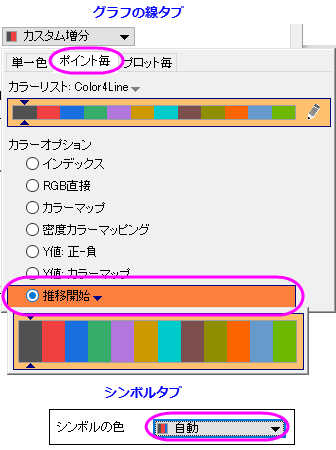 グラフの線タブ
カスタム増分
単一色 ポイント毎 プロット毎
カラーリスト: Color4Line
カラーオプション
インデックス
RGB直接
カラーマップ
密度カラーマッピング
Y値: 正-負
Y値: カラーマップ
推移開始
シンボルタブ
シンボルの色 自動